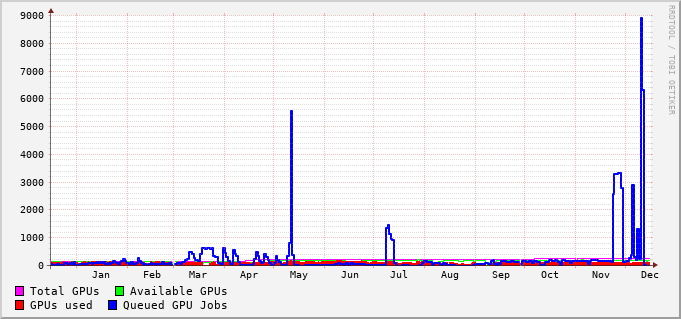 9000
8000
7000
6000
5000
4000
3000
2000
1000
0
Jan Feb Mar Apr May Jun Jul Aug Sep Oct Nov Dec
Total GPUs Available GPUs
GPUs used Queued GPU Jobs
RRDTOOL / TOBI OETIKER